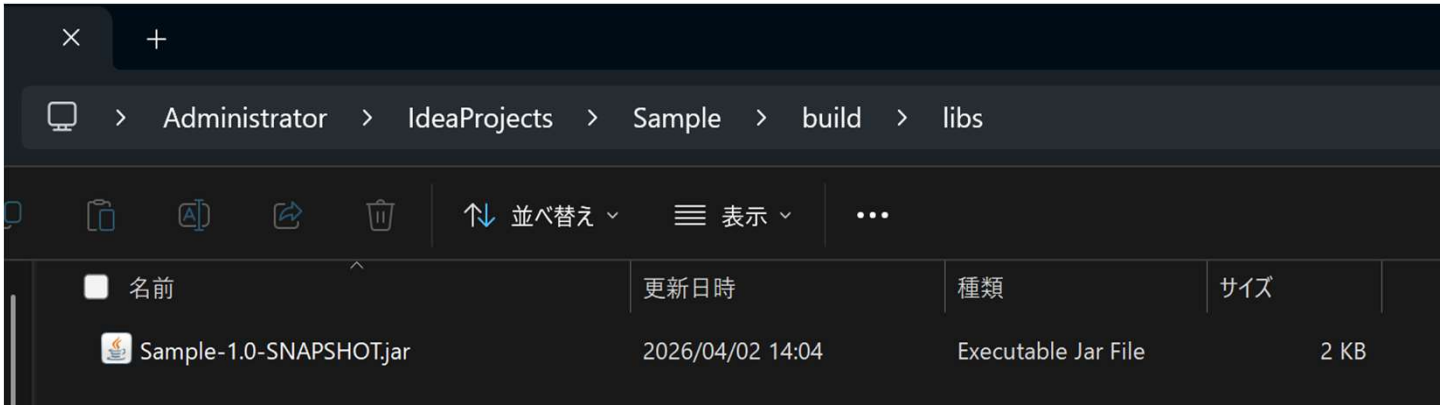 Administrator > IdeaProjects > Sample > build > libs
並べ替え 表示 •••
名前 更新日時 種類 サイズ
Sample-1.0-SNAPSHOT.jar 2026/04/02 14:04 Executable Jar File 2 KB